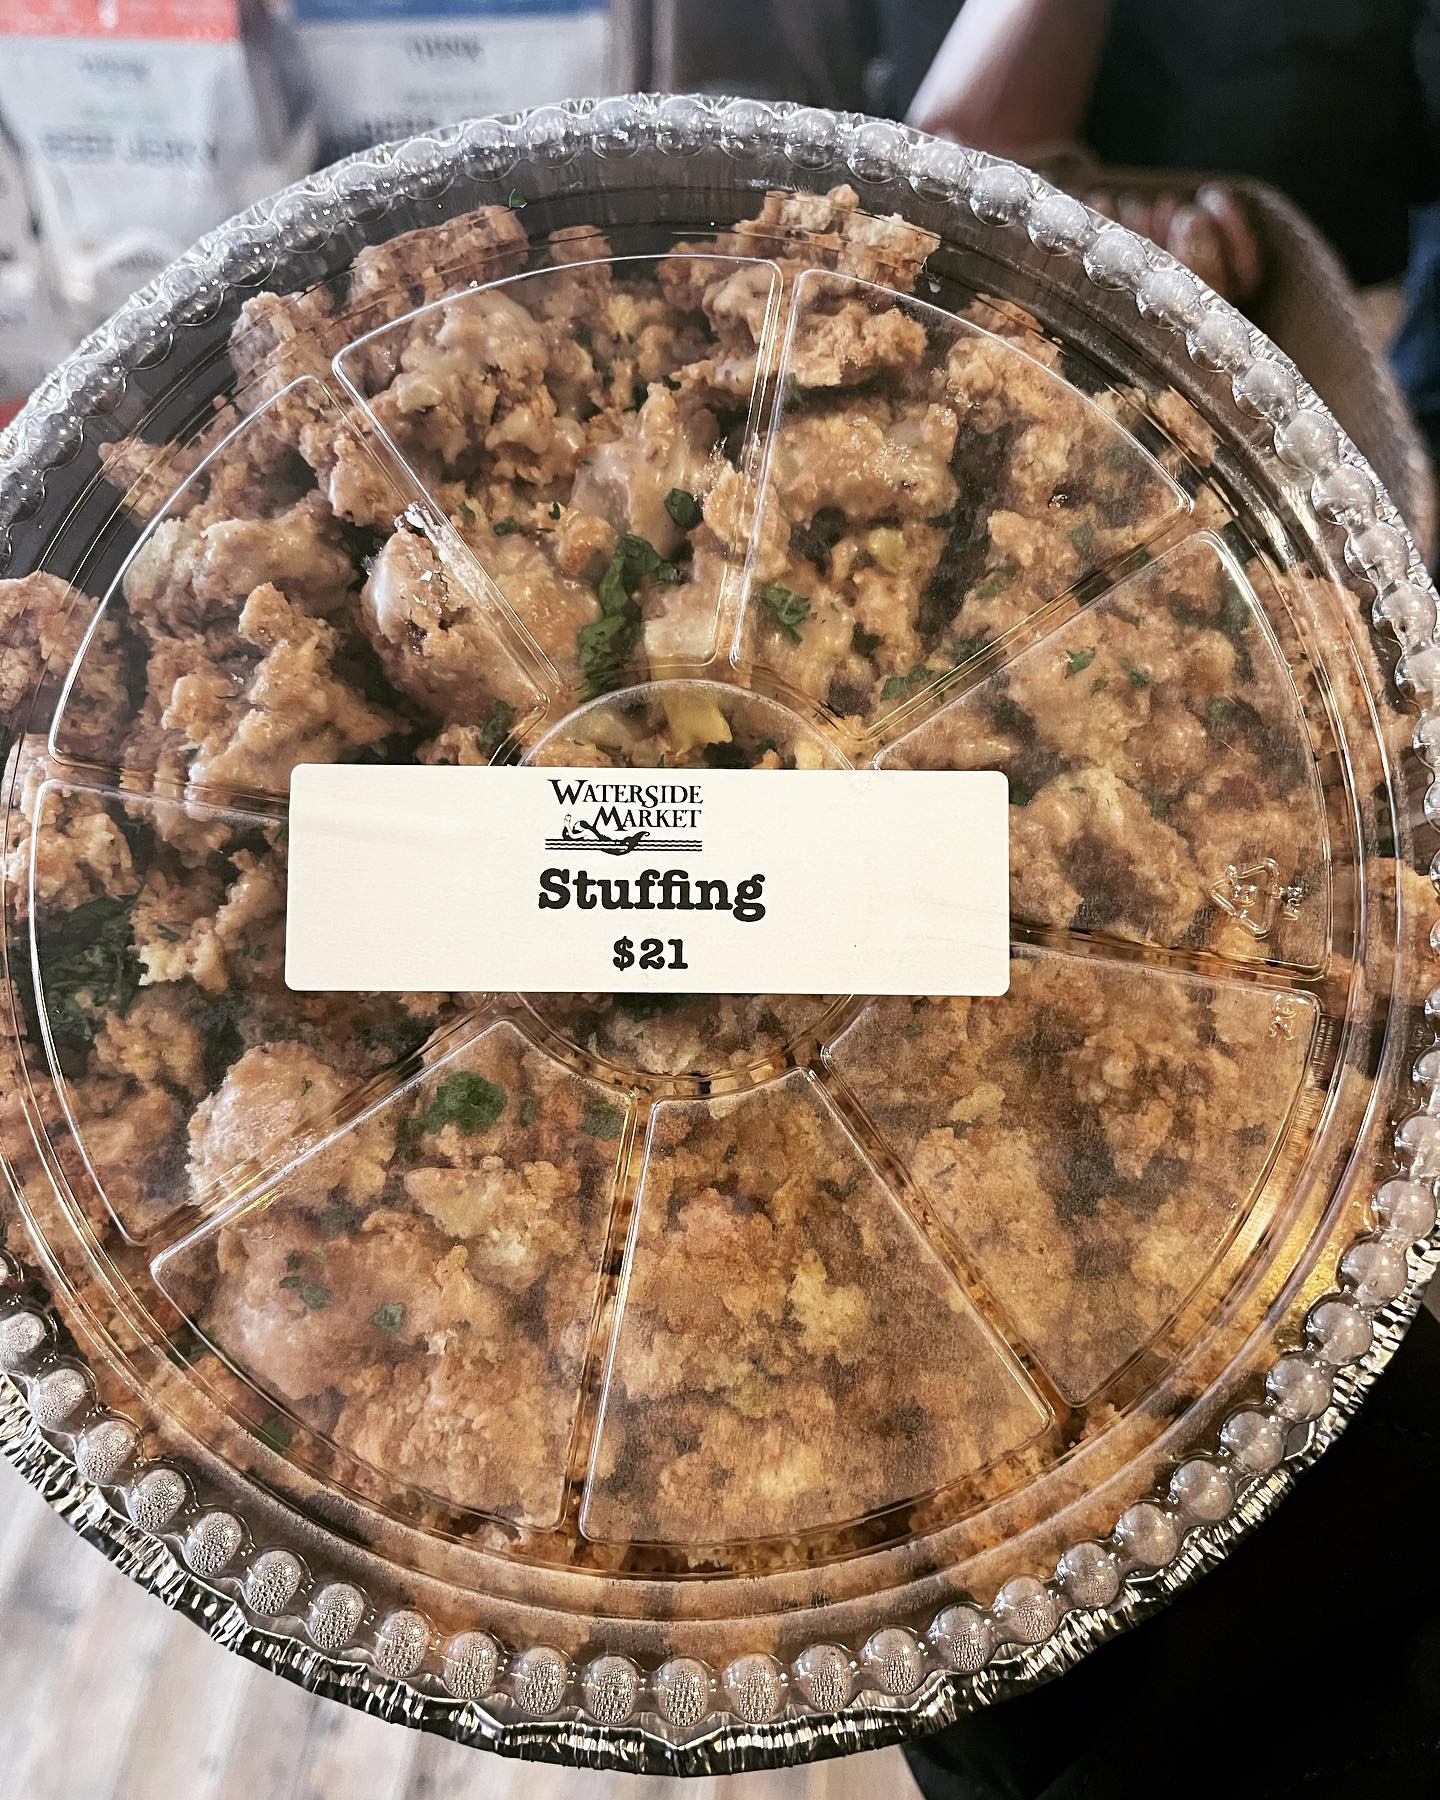 WATERSIDE
MARKET
Stuffing
$21